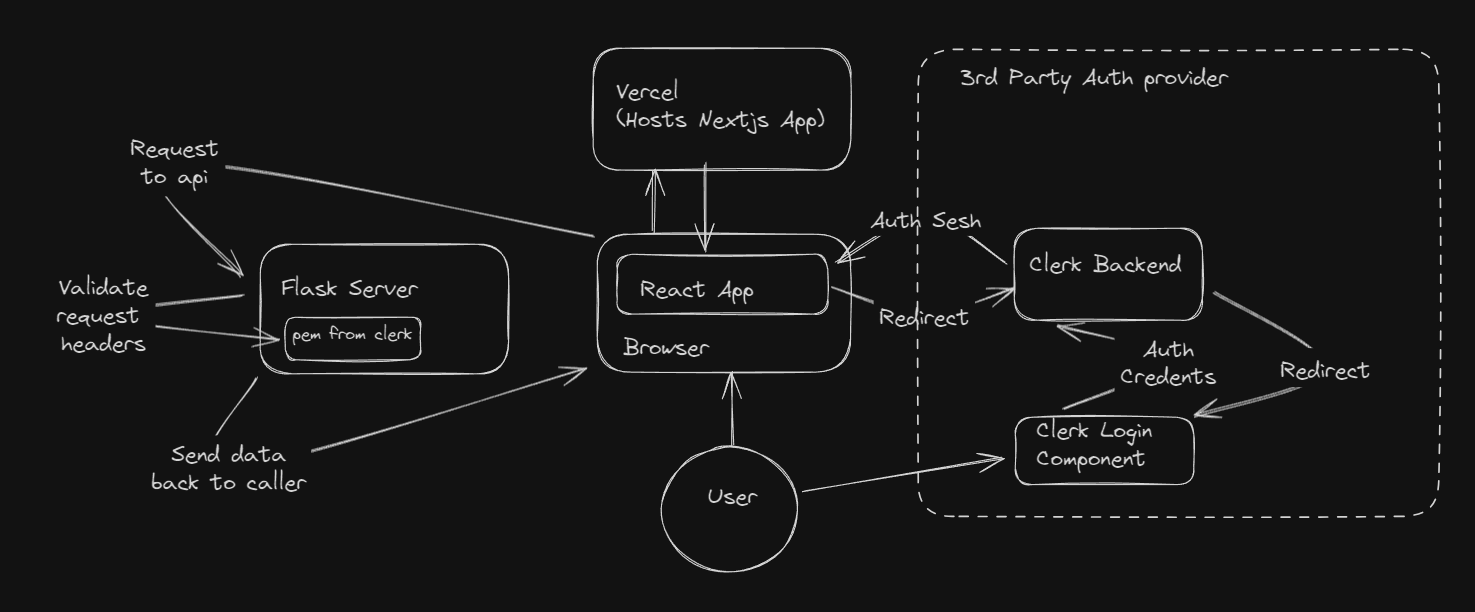 Vercel
(Hosts Nextjs App)
3rd Party Auth provider
Request
to api
Auth Sesh
Clerk Backend
Validate
request
headers
Flask Server
pem from clerk
React App
Browser
Redirect
Auth
Credents
Redirect
Send data
back to caller
User
Clerk Login
Component